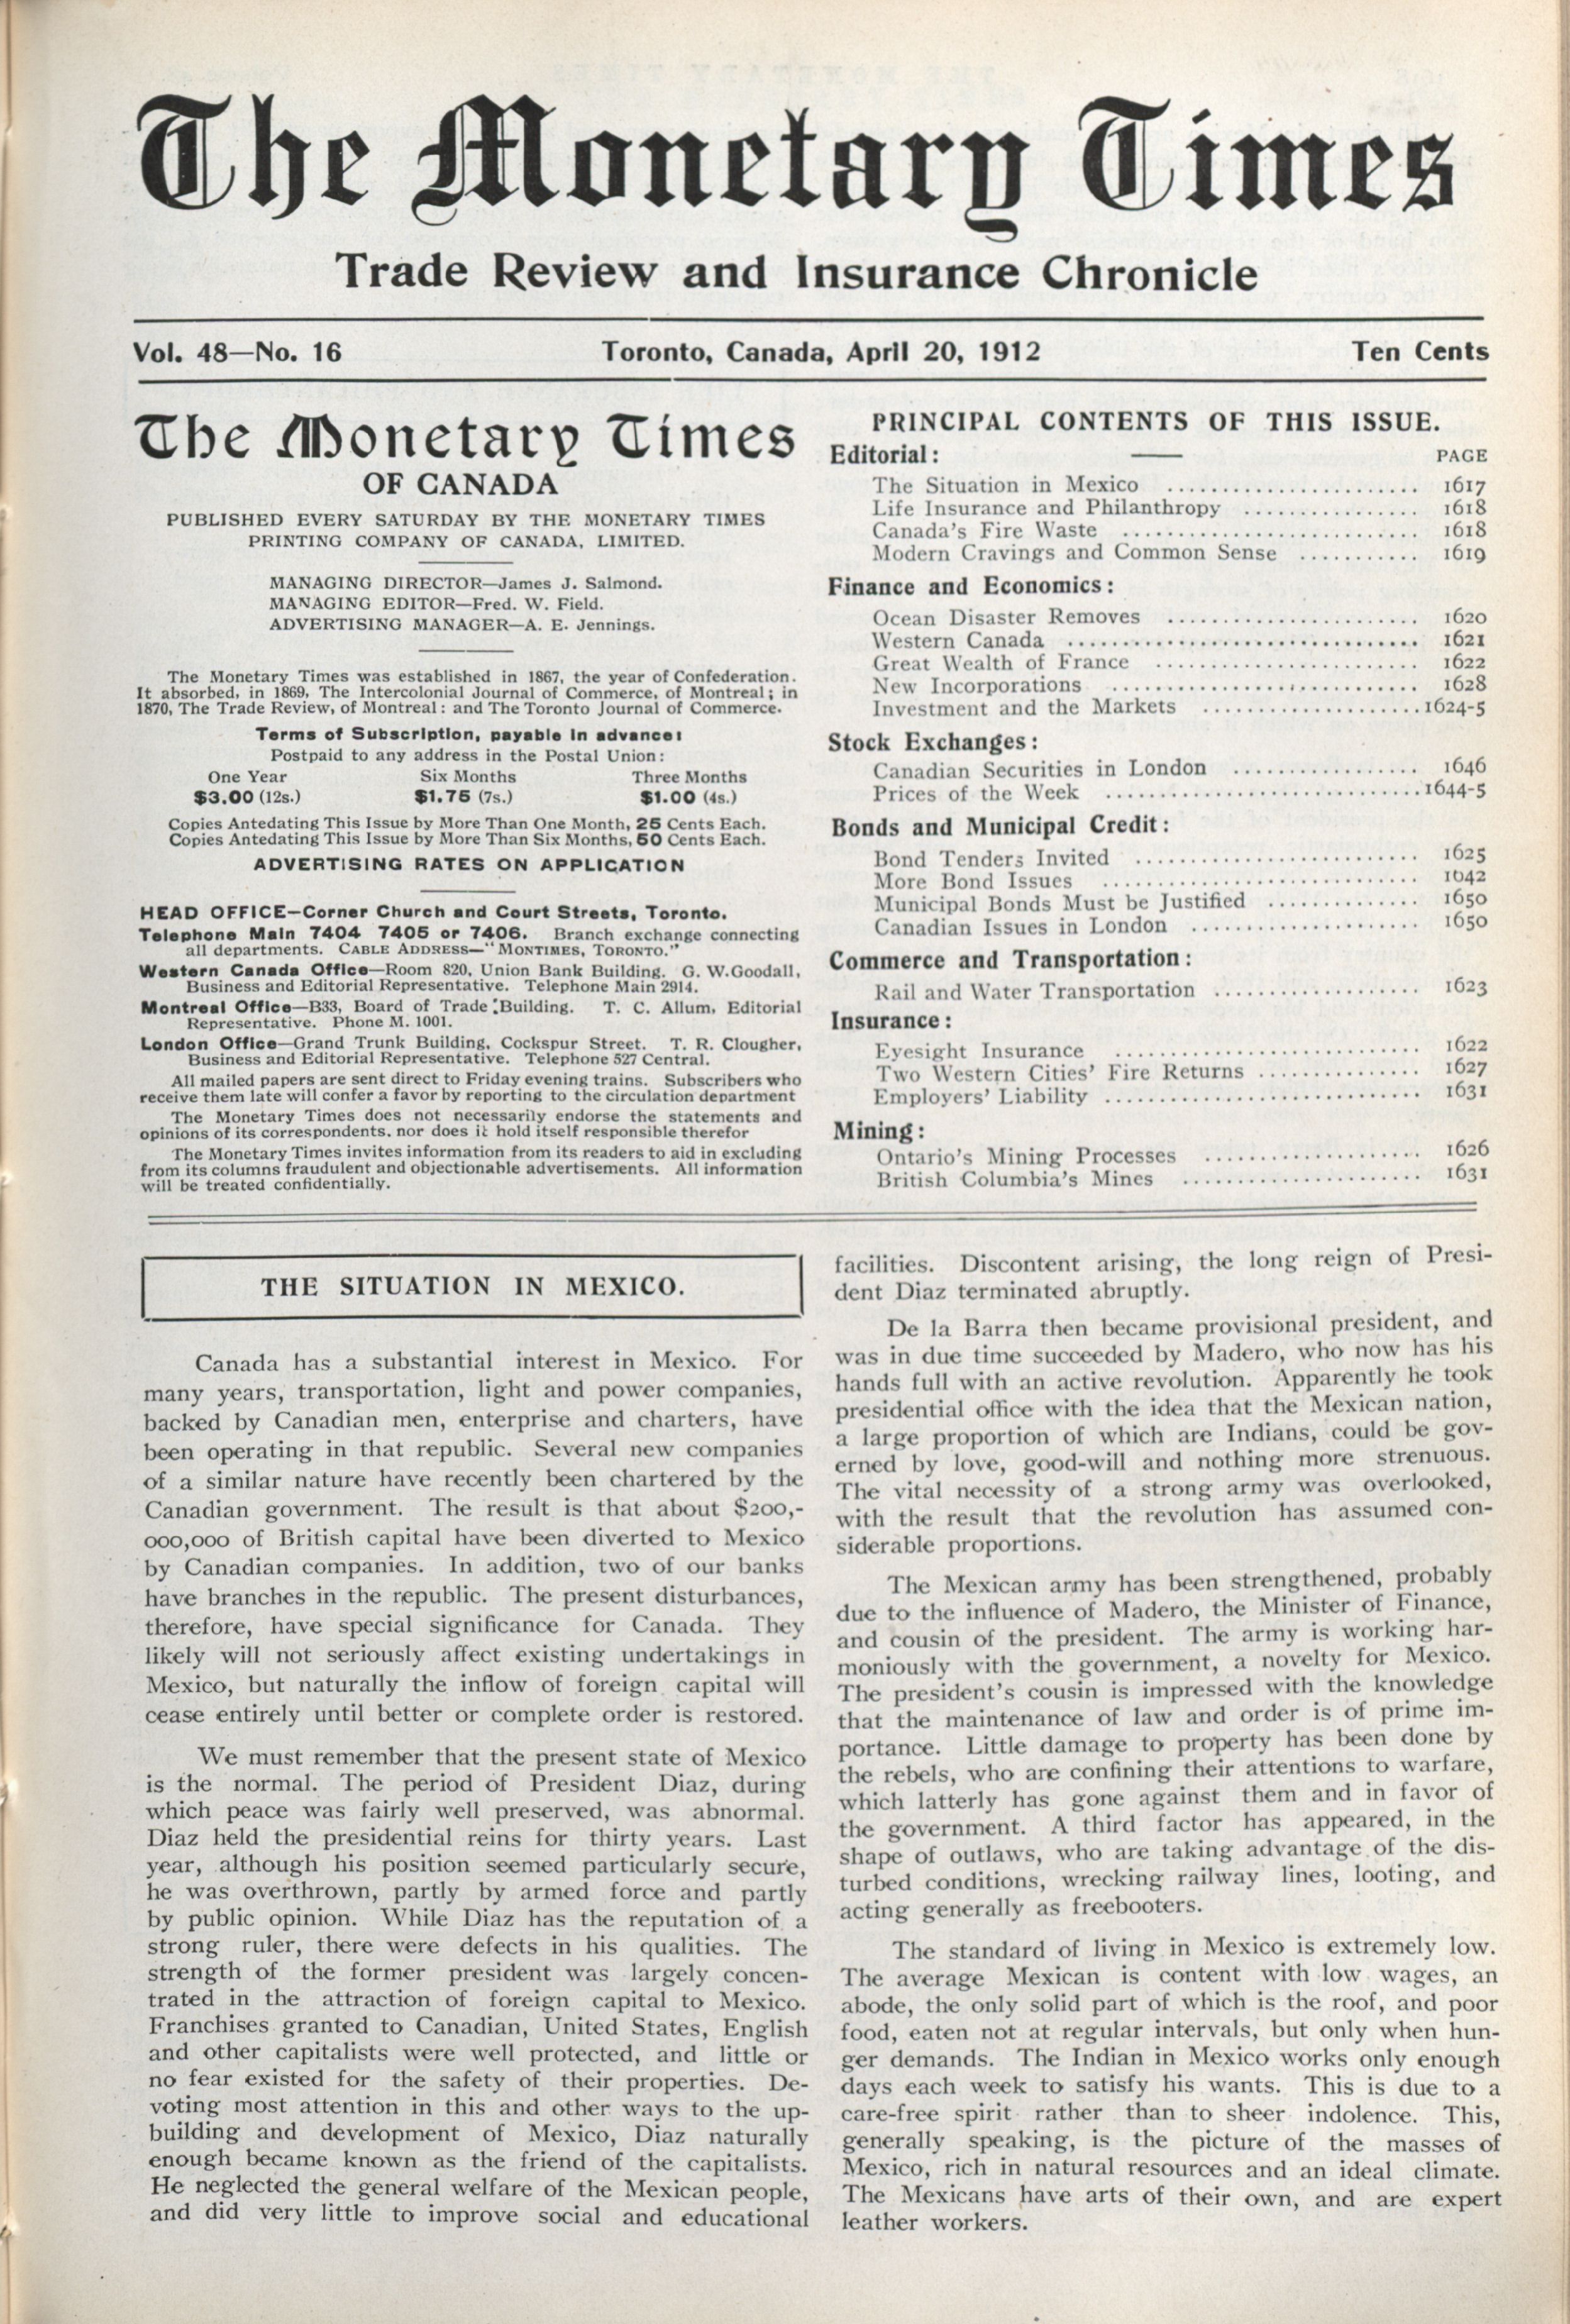 The Monetary Times
Trade Review and Insurance Chronicle
Vol. 48—No. 16 Toronto, Canada, April 20, 1912 Ten Cents
The Monetary Times
OF CANADA
PUBLISHED EVERY SATURDAY BY THE MONETARY TIMES
PRINTING COMPANY OF CANADA, LIMITED.
MANAGING DIRECTOR—James J. Salmond.
MANAGING EDITOR—Fred. W. Field.
ADVERTISING MANAGER—A. E. Jennings.
The Monetary Times was established in 1867, the year of Confederation.
It absorbed, in 1869, The Intercolonial Journal of Commerce, of Montreal; in
1870, The Trade Review, of Montreal: and The Toronto Journal of Commerce.
Terms of Subscription, payable in advance:
Postpaid to any address in the Postal Union:
One Year Six Months Three Months
$3.00 (12s.) $1.75 (7s.) $1.00 (4s.)
Copies Antedating This Issue by More Than One Month, 25 Cents Each.
Copies Antedating This Issue by More Than Six Months, 50 Cents Each.
ADVERTISING RATES ON APPLICATION
HEAD OFFICE—Corner Church and Court Streets, Toronto.
Telephone Main 7404 7405 or 7406. Branch exchange connecting
all departments. CABLE ADDRESS—"MONTIMES, TORONTO."
Western Canada Office—Room 820, Union Bank Building. G. W. Goodall,
Business and Editorial Representative. Telephone Main 2914.
Montreal Office—B33, Board of Trade Building. T. C. Allum, Editorial
Representative. Phone M. 1001.
London Office—Grand Trunk Building, Cockspur Street. T. R. Clougher,
Business and Editorial Representative. Telephone 527 Central.
All mailed papers are sent direct to Friday evening trains. Subscribers who
receive them late will confer a favor by reporting to the circulation department
The Monetary Times does not necessarily endorse the statements and
opinions of its correspondents, nor does it hold itself responsible therefor
The Monetary Times invites information from its readers to aid in excluding
from its columns fraudulent and objectionable advertisements. All information
will be treated confidentially.
PRINCIPAL CONTENTS OF THIS ISSUE.
Editorial: PAGE
The Situation in Mexico ........................ 1617
Life Insurance and Philanthropy ................ 1618
Canada's Fire Waste ............................ 1618
Modern Cravings and Common Sense ........... 1619
Finance and Economics:
Ocean Disaster Removes ........................ 1620
Western Canada ................................. 1621
Great Wealth of France ......................... 1622
New Incorporations ............................. 1628
Investment and the Markets ..................... 1624-5
Stock Exchanges:
Canadian Securities in London .................. 1646
Prices of the Week ............................. 1644-5
Bonds and Municipal Credit:
Bond Tenders Invited ........................... 1625
More Bond Issues .............................. 1642
Municipal Bonds Must be Justified .............. 1650
Canadian Issues in London ...................... 1650
Commerce and Transportation:
Rail and Water Transportation ................... 1623
Insurance:
Eyesight Insurance ............................. 1622
Two Western Cities' Fire Returns ............... 1627
Employers' Liability ............................ 1631
Mining:
Ontario's Mining Processes ..................... 1626
British Columbia's Mines ....................... 1631
THE SITUATION IN MEXICO.
Canada has a substantial interest in Mexico. For
many years, transportation, light and power companies,
backed by Canadian men, enterprise and charters, have
been operating in that republic. Several new companies
of a similar nature have recently been chartered by the
Canadian government. The result is that about $200,-
000,000 of British capital have been diverted to Mexico
by Canadian companies. In addition, two of our banks
have branches in the republic. The present disturbances,
therefore, have special significance for Canada. They
likely will not seriously affect existing undertakings in
Mexico, but naturally the inflow of foreign capital will
cease entirely until better or complete order is restored.
We must remember that the present state of Mexico
is the normal. The period of President Diaz, during
which peace was fairly well preserved, was abnormal.
Diaz held the presidential reins for thirty years. Last
year, although his position seemed particularly secure,
he was overthrown, partly by armed force and partly
by public opinion. While Diaz has the reputation of a
strong ruler, there were defects in his qualities. The
strength of the former president was largely concen-
trated in the attraction of foreign capital to Mexico.
Franchises granted to Canadian, United States, English
and other capitalists were well protected, and little or
no fear existed for the safety of their properties. De-
voting most attention in this and other ways to the up-
building and development of Mexico, Diaz naturally
enough became known as the friend of the capitalists.
He neglected the general welfare of the Mexican people,
and did very little to improve social and educational
facilities. Discontent arising, the long reign of Presi-
dent Diaz terminated abruptly.
De la Barra then became provisional president, and
was in due time succeeded by Madero, who now has his
hands full with an active revolution. Apparently he took
presidential office with the idea that the Mexican nation,
a large proportion of which are Indians, could be gov-
erned by love, good-will and nothing more strenuous.
The vital necessity of a strong army was overlooked,
with the result that the revolution has assumed con-
siderable proportions.
The Mexican army has been strengthened, probably
due to the influence of Madero, the Minister of Finance,
and cousin of the president. The army is working har-
moniously with the government, a novelty for Mexico.
The president's cousin is impressed with the knowledge
that the maintenance of law and order is of prime im-
portance. Little damage to property has been done by
the rebels, who are confining their attentions to warfare,
which latterly has gone against them and in favor of
the government. A third factor has appeared, in the
shape of outlaws, who are taking advantage of the dis-
turbed conditions, wrecking railway lines, looting, and
acting generally as freebooters.
The standard of living in Mexico is extremely low.
The average Mexican is content with low wages, an
abode, the only solid part of which is the roof, and poor
food, eaten not at regular intervals, but only when hun-
ger demands. The Indian in Mexico works only enough
days each week to satisfy his wants. This is due to a
care-free spirit rather than to sheer indolence. This,
generally speaking, is the picture of the masses of
Mexico, rich in natural resources and an ideal climate.
The Mexicans have arts of their own, and are expert
leather workers.